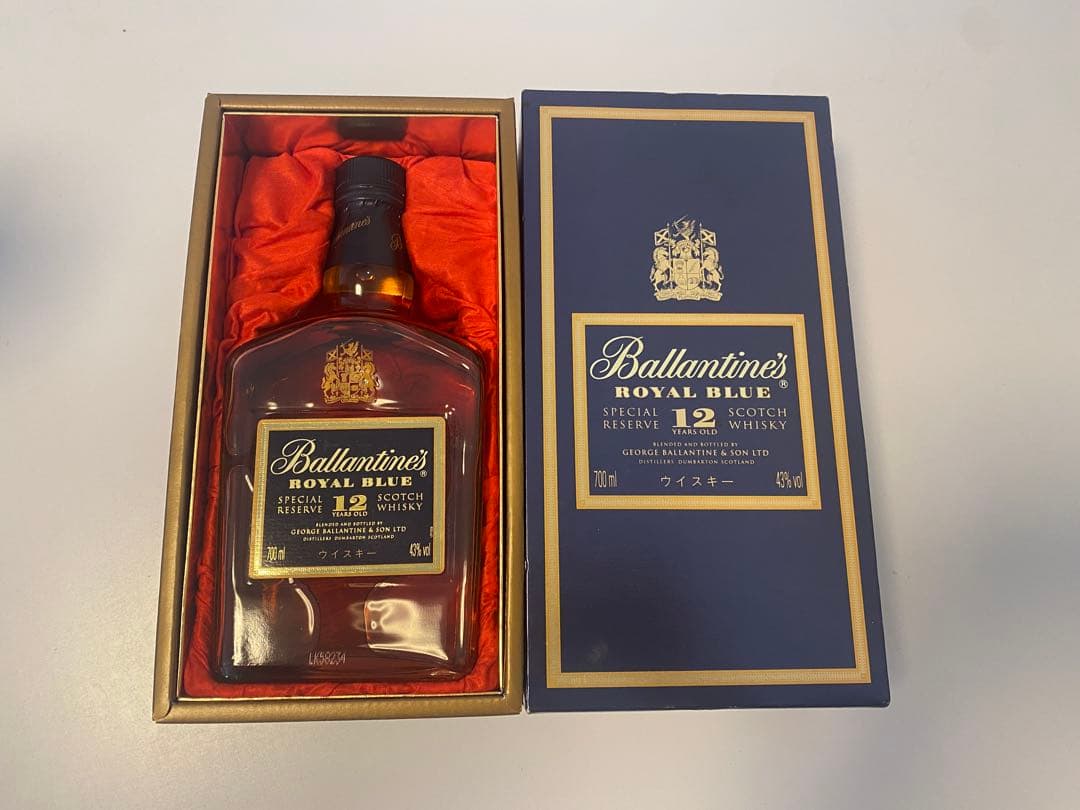 Ballantine's
Ballantine's®
ROYAL BLUE
SPECIAL RESERVE 12 YEARS OLD SCOTCH WHISKY
BLENDED AND BOTTLED BY
GEORGE BALLANTINE & SON LTD
DISTILLERS DUMBARTON SCOTLAND
700 ml ウイスキー 43% vol
LK58234
Ballantine's®
ROYAL BLUE
SPECIAL RESERVE 12 YEARS OLD SCOTCH WHISKY
BLENDED AND BOTTLED BY
GEORGE BALLANTINE & SON LTD
DISTILLERS DUMBARTON SCOTLAND
700 ml ウイスキー 43% vol